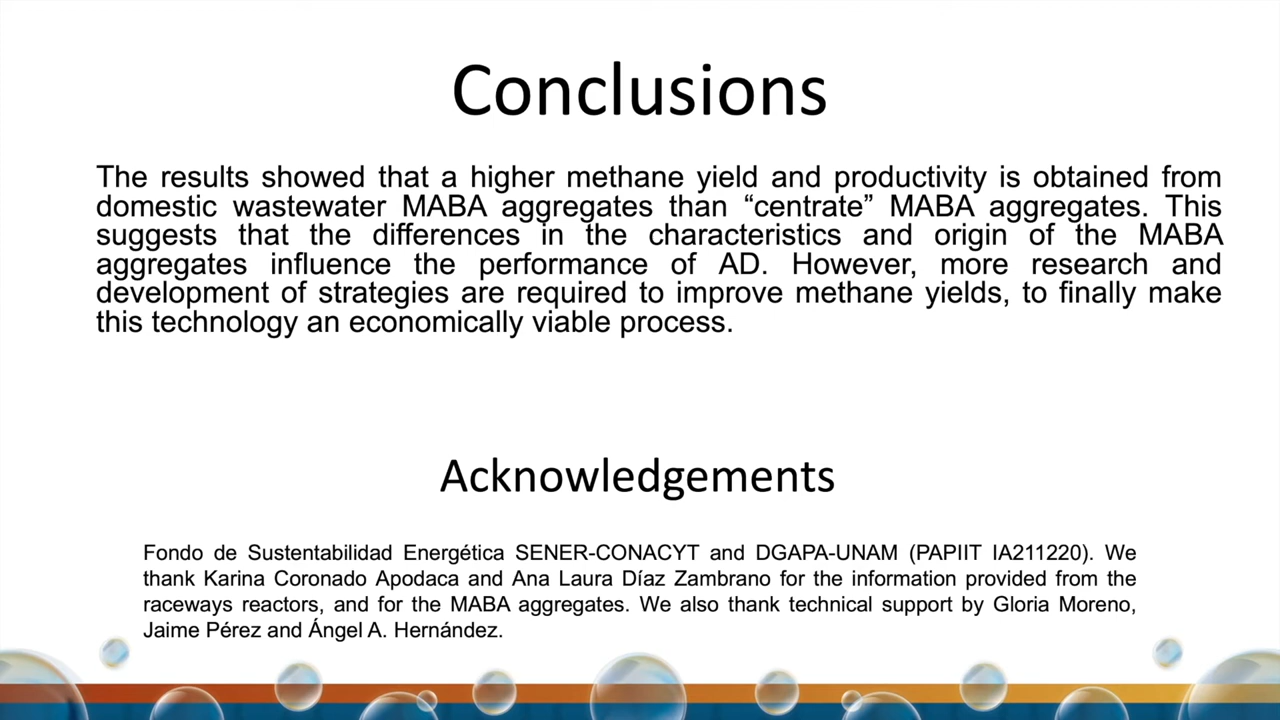 Conclusions
The results showed that a higher methane yield and productivity is obtained from
domestic wastewater MABA aggregates than “centrate” MABA aggregates. This
suggests that the differences in the characteristics and origin of the MABA
aggregates influence the performance of AD. However, more research and
development of strategies are required to improve methane yields, to finally make
this technology an economically viable process.
Acknowledgements
Fondo de Sustentabilidad Energética SENER-CONACYT and DGAPA-UNAM (PAPIIT IA211220). We
thank Karina Coronado Apodaca and Ana Laura Díaz Zambrano for the information provided from the
raceways reactors, and for the MABA aggregates. We also thank technical support by Gloria Moreno,
Jaime Pérez and Ángel A. Hernández.